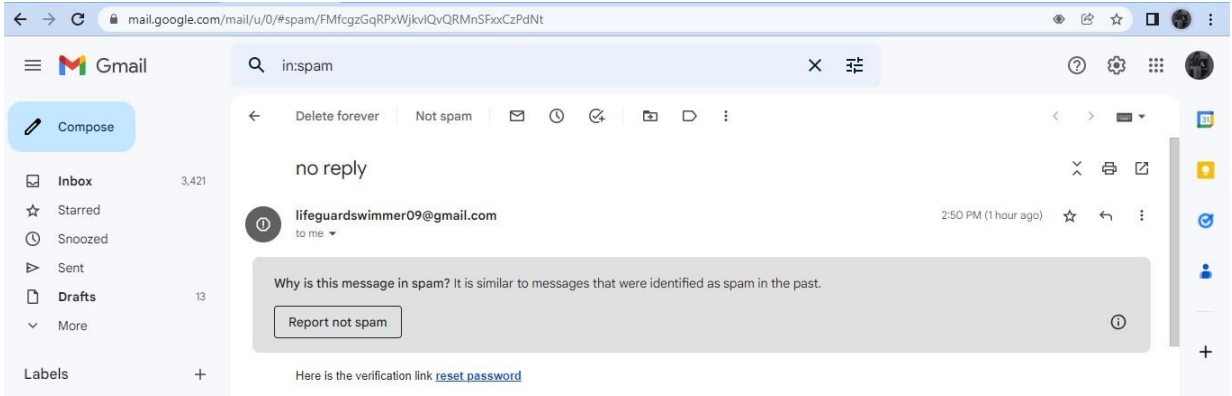 mail.google.com/mail/u/0/#spam/FMfcgzGqRPxWjkvlQvQRMnSFxxCzPdNt
Gmail
in:spam
Compose
Delete forever
Not spam
31
no reply
Inbox 3,421
Starred
lifeguardswimmer09@gmail.com
2:50 PM (1 hour ago)
to me
Snoozed
Sent
Drafts 13
More
Why is this message in spam? It is similar to messages that were identified as spam in the past.
Report not spam
Labels
Here is the verification link reset password